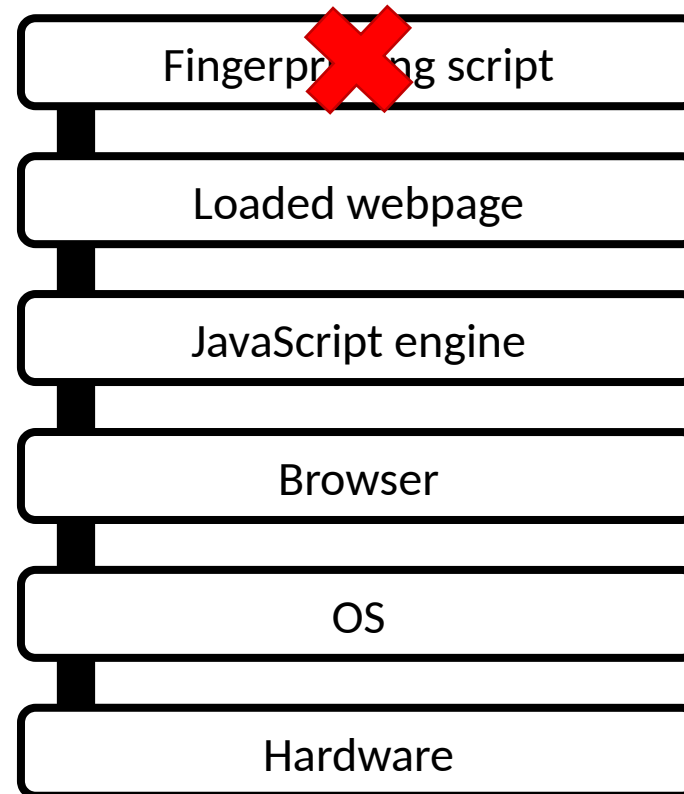 script
Loaded webpage
JavaScript engine
Browser
OS
Hardware